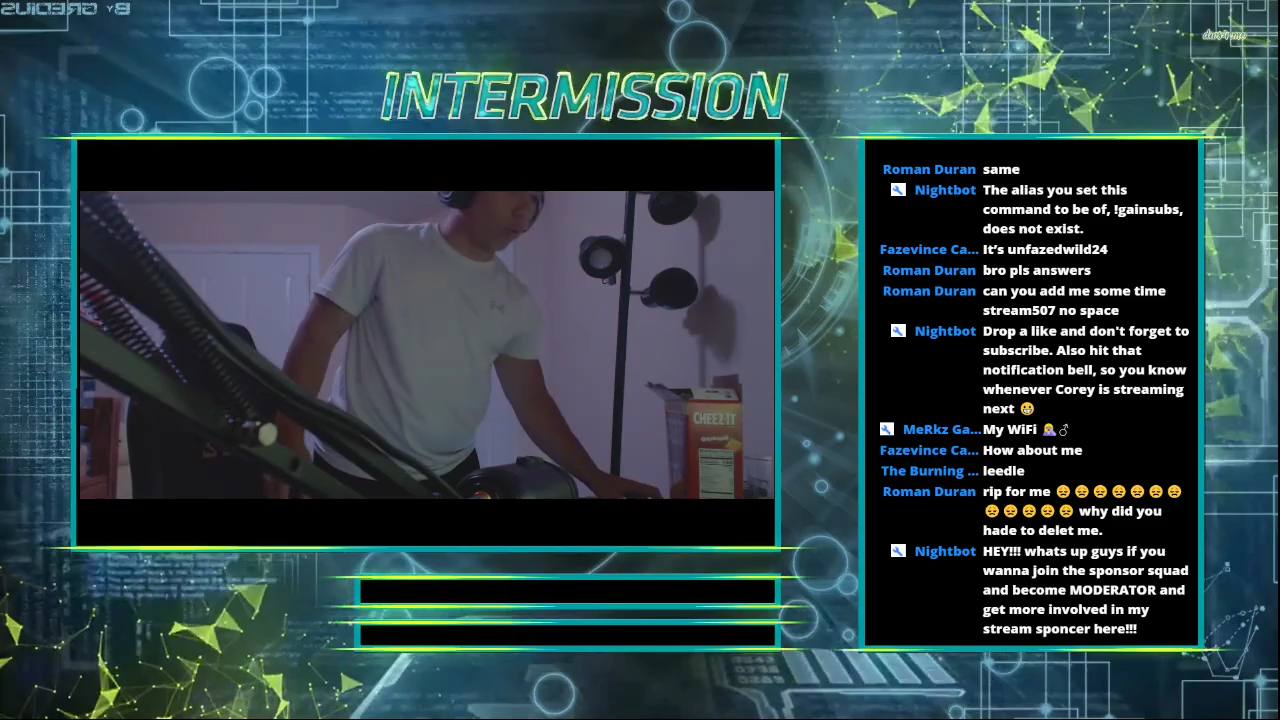 BY GREDIUS
INTERMISSION
Roman Duran same
Nightbot The alias you set this
command to be of, !gainsubs,
does not exist.
Fazevince Ca... It’s unfazedwild24
Roman Duran bro pls answers
Roman Duran can you add me some time
stream507 no space
Nightbot Drop a like and don't forget to
subscribe. Also hit that
notification bell, so you know
whenever Corey is streaming
next 😀
MeRkz Ga... My WiFi 🤦‍♂
Fazevince Ca... How about me
The Burning ... leedle
Roman Duran rip for me 😔 😔 😔 😔 😔 😔 😔
😔 😔 😔 😔 😔 why did you
hade to delet me.
Nightbot HEY!!! whats up guys if you
wanna join the sponsor squad
and become MODERATOR and
get more involved in my
stream sponcer here!!!
CHEEZ-IT